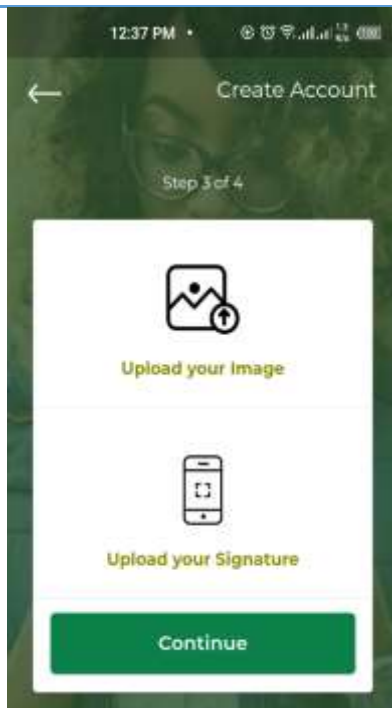 12:37 PM
Create Account
Step 3 of 4
Upload your Image
Upload your Signature
Continue